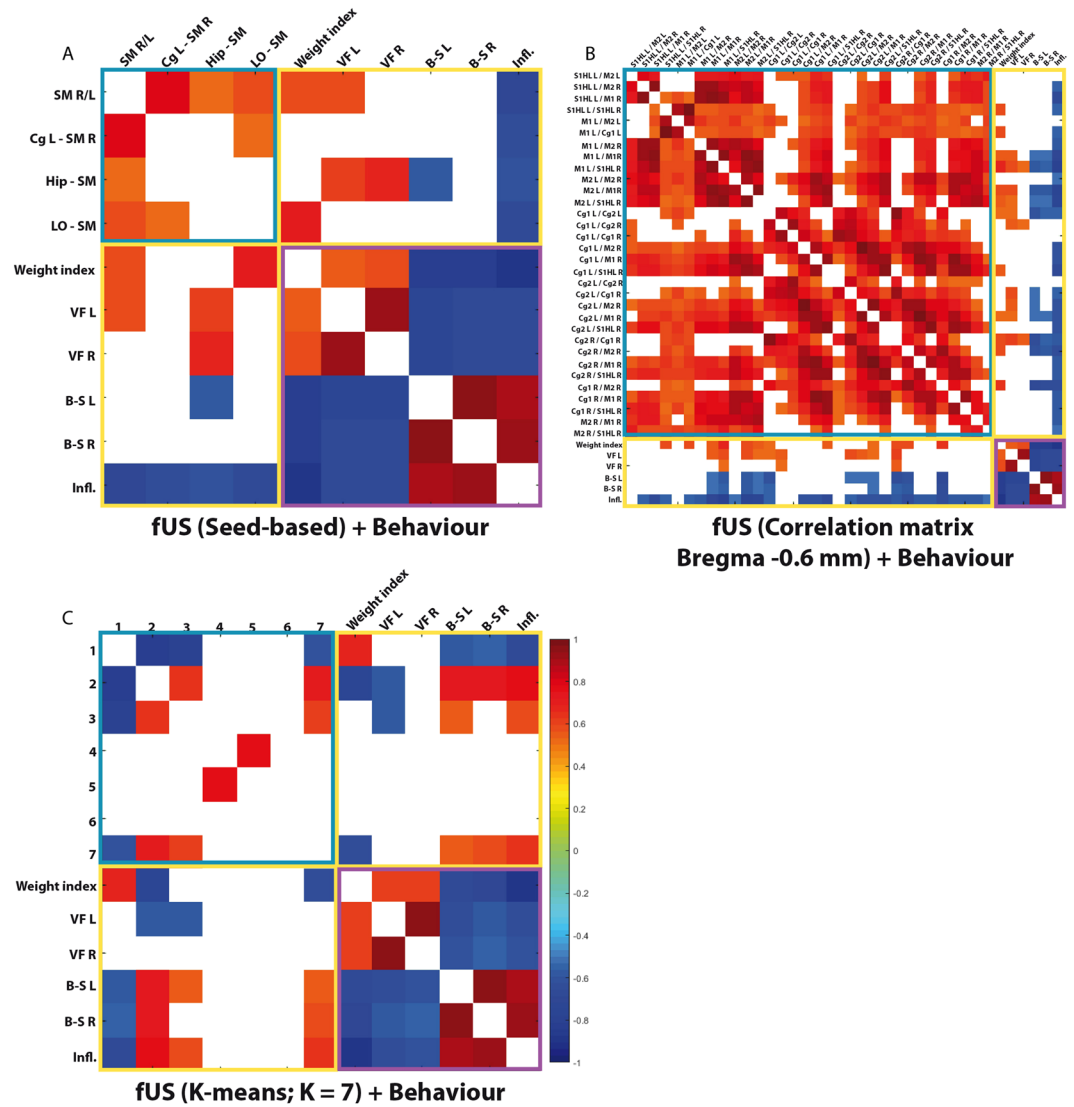 A
SM R/L
Cg L - SM R
Hip - SM
LO - SM
Weight index
VF L
VF R
B-S L
B-S R
Infl.
SM R/L
Cg L - SM R
Hip - SM
LO - SM
Weight index
VF L
VF R
B-S L
B-S R
Infl.
fUS (Seed-based) + Behaviour
B
Weight index
VF L
VF R
B-S L
B-S R
Infl.
S1HL L / M2 L
S1HL L / M2 R
S1HL L / M1 R
S1HL L / S1HL R
M1 L / M2 L
M1 L / Cg1 L
M1 L / M2 R
M1 L / M1R
M1 L / S1HL R
M2 L / M2 R
M2 L / M1R
M2 L / S1HL R
Cg1 L / Cg2 L
Cg1 L / Cg2 R
Cg1 L / Cg1 R
Cg1 L / M2 R
Cg1 L / M1 R
Cg1 L / S1HL R
Cg2 L / Cg2 R
Cg2 L / Cg1 R
Cg2 L / M2 R
Cg2 L / M1 R
Cg2 L / S1HL R
Cg2 R / Cg1 R
Cg2 R / M2 R
Cg2 R / M1 R
Cg2 R / S1HL R
Cg1 R / M2 R
Cg1 R / M1 R
Cg1 R / S1HL R
M2 R / M1 R
M2 R / S1HL R
Weight index
VF L
VF R
B-S L
B-S R
Infl.
fUS (Correlation matrix
Bregma -0.6 mm) + Behaviour
C
1 2 3 4 5 6 7
Weight index
VF L
VF R
B-S L
B-S R
Infl.
1
2
3
4
5
6
7
Weight index
VF L
VF R
B-S L
B-S R
Infl.
1
0.8
0.6
0.4
0.2
0
-0.2
-0.4
-0.6
-0.8
-1
fUS (K-means; K = 7) + Behaviour